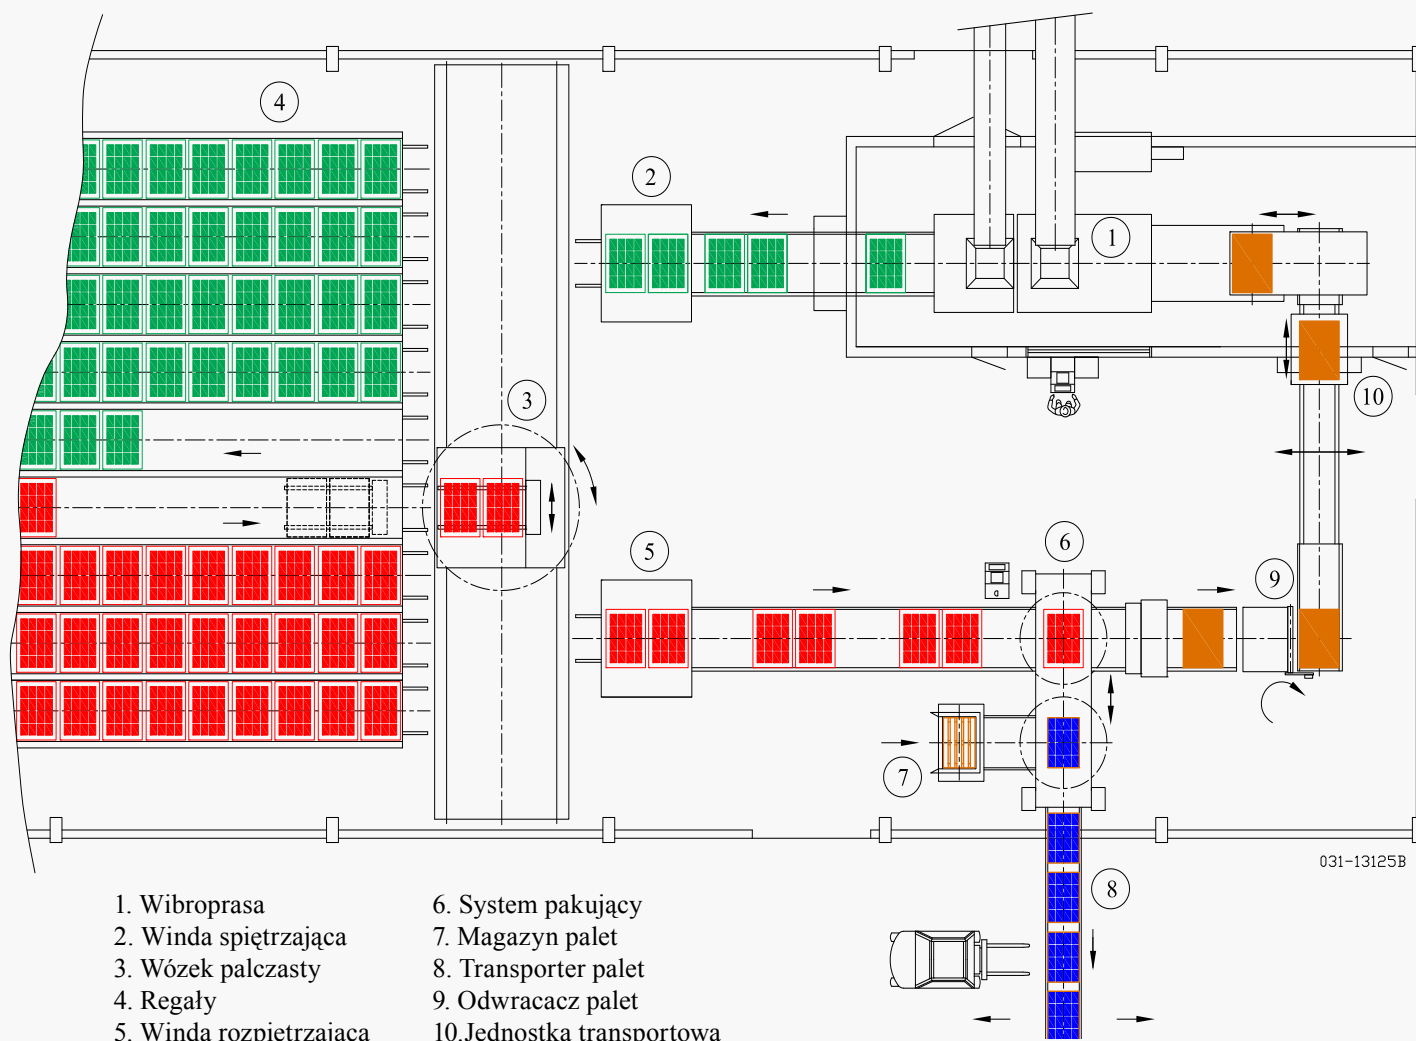 4
2
1
3
10
5
6
9
7
031-13125B
8
1. Wibroprasa
2. Winda spiętrzająca
3. Wózek palczasty
4. Regały
5. Winda rozpiętrzająca
6. System pakujący
7. Magazyn palet
8. Transporter palet
9. Odwracacz palet
10.Jednostka transportowa